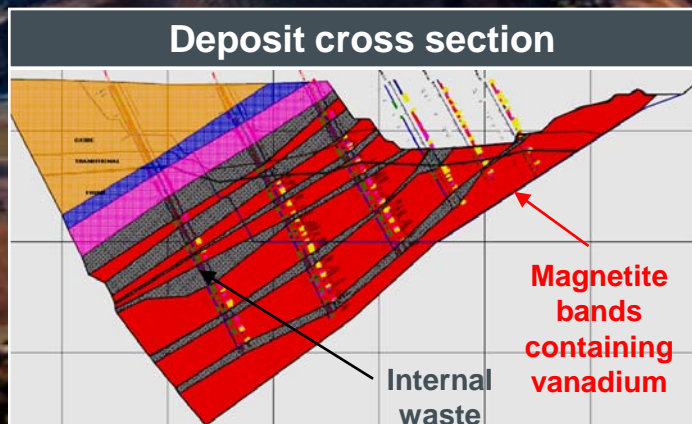 Deposit cross section
OXIDE
TRANSITIONAL
FRESH
Magnetite
bands
containing
vanadium
Internal
waste